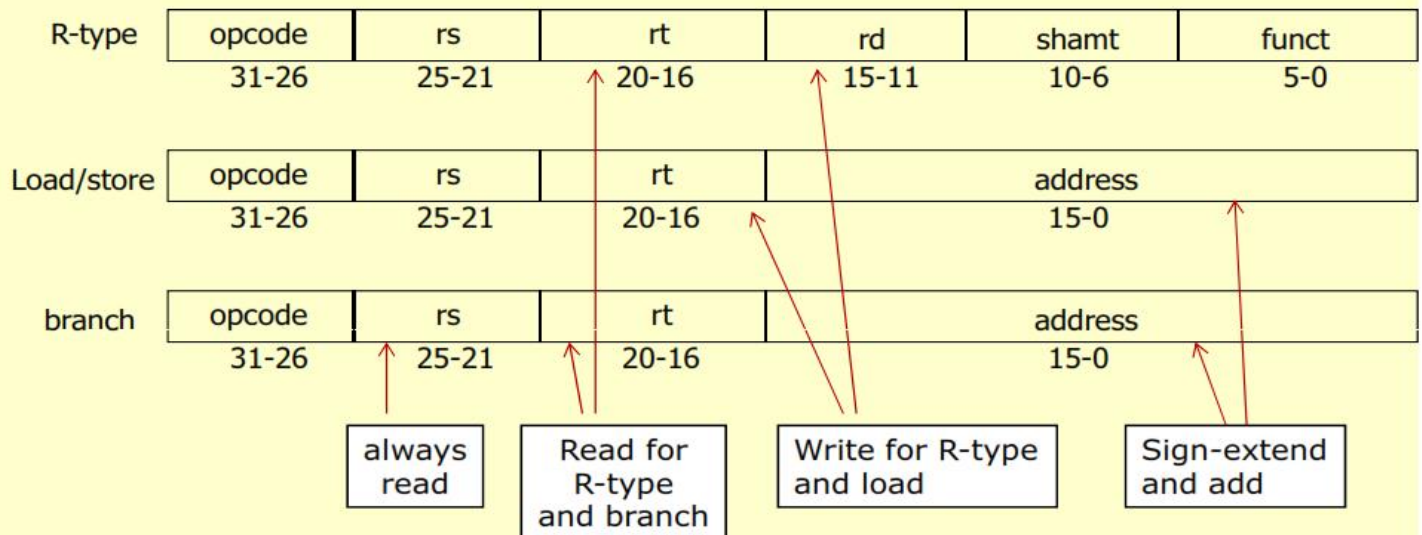 R-type opcode rs rt rd shamt funct
31-26 25-21 20-16 15-11 10-6 5-0
Load/store opcode rs rt address
31-26 25-21 20-16 15-0
branch opcode rs rt address
31-26 25-21 20-16 15-0
always
read
Read for
R-type
and branch
Write for R-type
and load
Sign-extend
and add